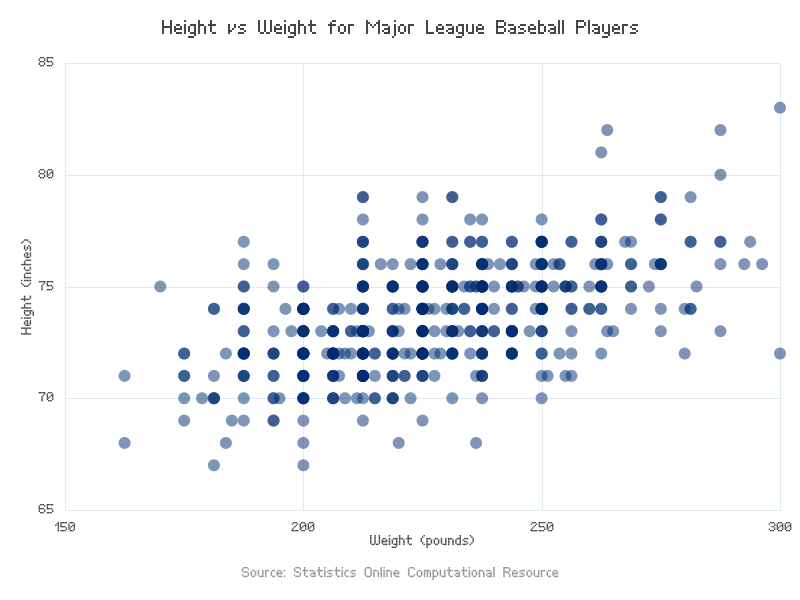 Height vs Weight for Major League Baseball Players
85
80
75
70
65
Height (inches)
150 200 250 300
Weight (pounds)
Source: Statistics Online Computational Resource